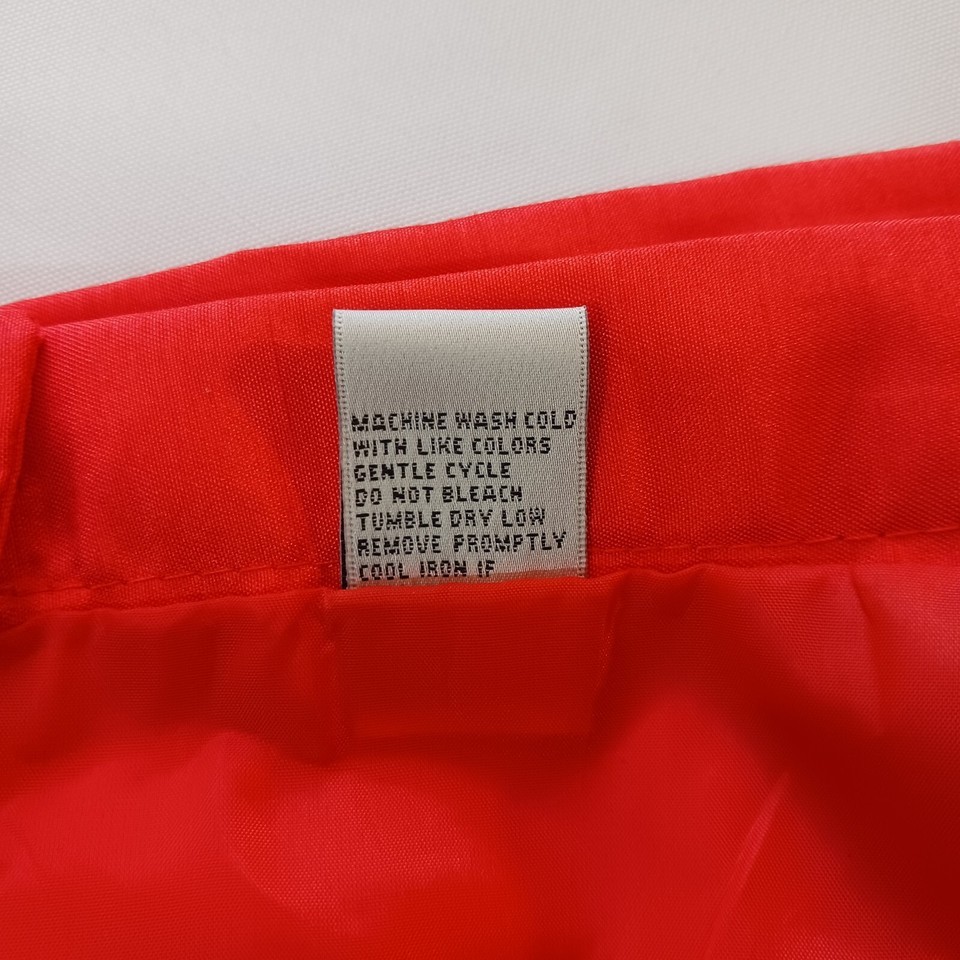 MACHINE WASH COLD
WITH LIKE COLORS
GENTLE CYCLE
DO NOT BLEACH
TUMBLE DRY LOW
REMOVE PROMPTLY
COOL IRON IF